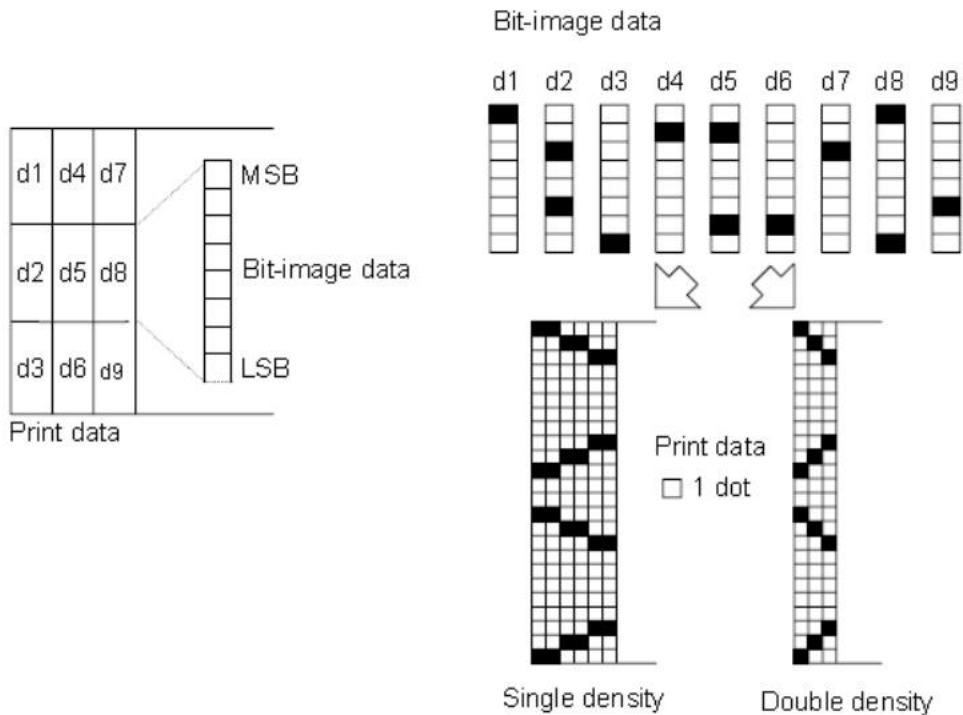 Bit-image data
d1 d2 d3 d4 d5 d6 d7 d8 d9
d1 d4 d7
d2 d5 d8
d3 d6 d9
Print data
MSB
Bit-image data
LSB
Print data
1 dot
Single density
Double density